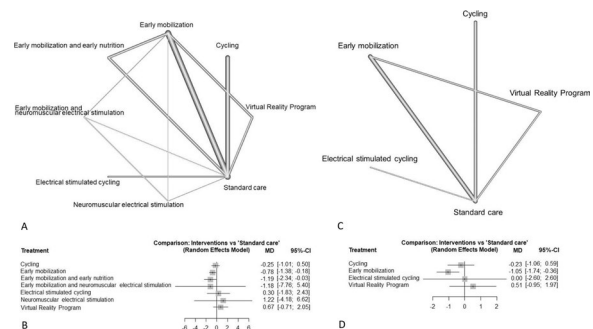 Early mobilization
Early mobilization and early nutrition
Cycling
Virtual Reality Program
Early mobilization and
neuromuscular electrical stimulation
Electrical stimulated cycling
Standard care
Neuromuscular electrical stimulation
A
Cycling
Early mobilization
Virtual Reality Program
Electrical stimulated cycling
Standard care
C
Comparison: Interventions vs 'Standard care'
Treatment (Random Effects Model) MD 95%-CI
Cycling -0.25 [-1.01; 0.50]
Early mobilization -0.78 [-1.38; -0.18]
Early mobilization and early nutrition -1.19 [-2.34; -0.03]
Early mobilization and neuromuscular electrical stimulation -1.18 [-7.76; 5.40]
Electrical stimulated cycling 0.30 [-1.83; 2.43]
Neuromuscular electrical stimulation 1.22 [-4.18; 6.62]
Virtual Reality Program 0.67 [-0.71; 2.05]
-6 -4 -2 0 2 4 6
B
Comparison: Interventions vs 'Standard care'
Treatment (Random Effects Model) MD 95%-CI
Cycling -0.23 [-1.06; 0.59]
Early mobilization -1.05 [-1.74; -0.36]
Electrical stimulated cycling 0.00 [-2.60; 2.60]
Virtual Reality Program 0.51 [-0.95; 1.97]
-2 -1 0 1 2
D